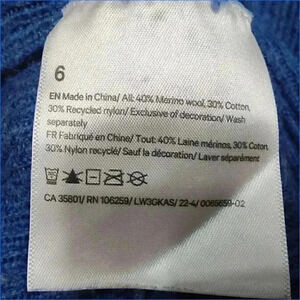 6
EN Made in China/ All: 40% Merino wool, 30% Cotton,
30% Recycled nylon/ Exclusive of decoration/ Wash
separately
FR Fabriqué en Chine/ Tout: 40% Laine mérinos, 30% Coton,
30% Nylon recyclé/ Sauf la décoration/ Laver séparément
CA 35801/ RN 106259/ LW3GKAS/ 22-4/ 0065659-02